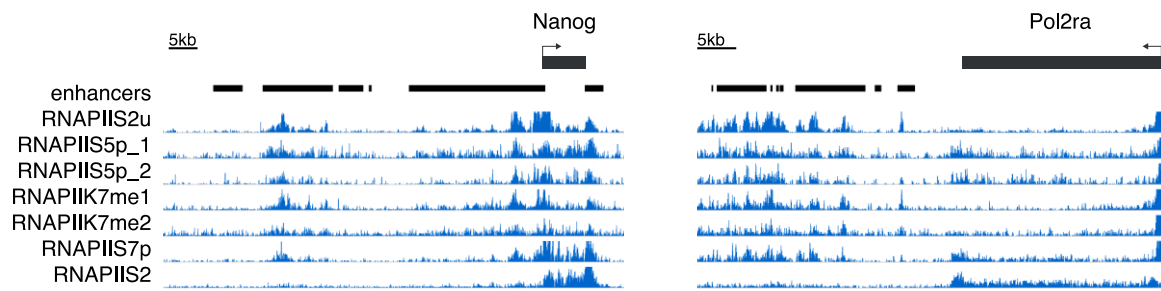 Nanog
Pol2ra
5kb
5kb
enhancers
RNAPIIS2u
RNAPIIS5p_1
RNAPIIS5p_2
RNAPIIK7me1
RNAPIIK7me2
RNAPIIS7p
RNAPIIS2